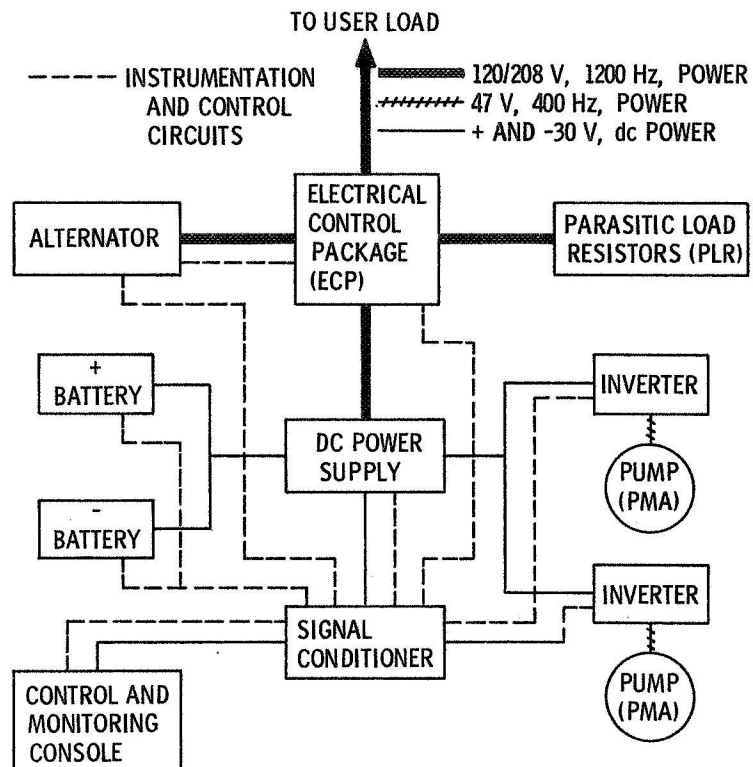 TO USER LOAD
INSTRUMENTATION
AND CONTROL
CIRCUITS
120/208 V, 1200 Hz, POWER
47 V, 400 Hz, POWER
+ AND -30 V, dc POWER
ALTERNATOR
ELECTRICAL
CONTROL
PACKAGE
(ECP)
PARASITIC LOAD
RESISTORS (PLR)
+
BATTERY
-
BATTERY
DC POWER
SUPPLY
INVERTER
PUMP
(PMA)
INVERTER
PUMP
(PMA)
SIGNAL
CONDITIONER
CONTROL AND
MONITORING
CONSOLE